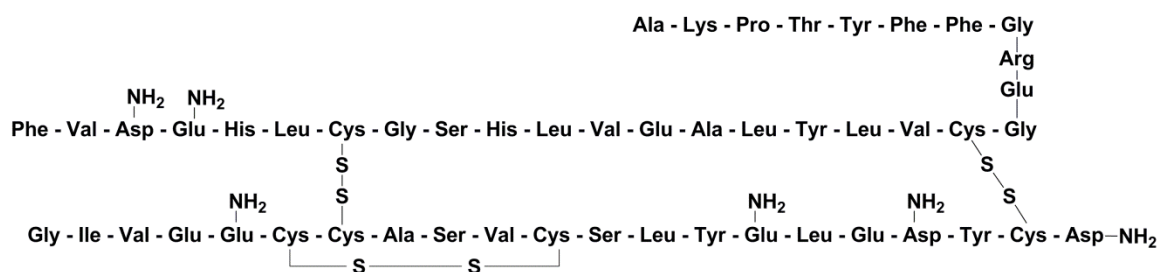 Ala - Lys - Pro - Thr - Tyr - Phe - Phe - Gly
Arg
Glu
NH2 NH2
Phe - Val - Asp - Glu - His - Leu - Cys - Gly - Ser - His - Leu - Val - Glu - Ala - Leu - Tyr - Leu - Val - Cys - Gly
S S
S S
NH2 NH2 NH2
Gly - Ile - Val - Glu - Glu - Cys - Cys - Ala - Ser - Val - Cys - Ser - Leu - Tyr - Glu - Leu - Glu - Asp - Tyr - Cys - Asp - NH2
S S